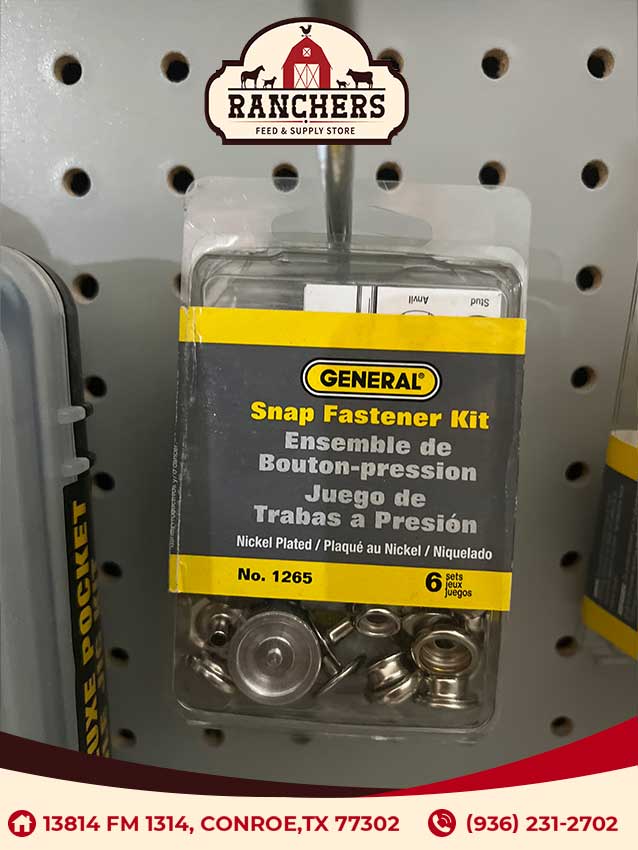 RANCHERS
FEED & SUPPLY STORE
Stud
Anvil
GENERAL®
Snap Fastener Kit
Ensemble de
Bouton-pression
Juego de
Trabas a Presión
Nickel Plated / Plaqué au Nickel / Niquelado
No. 1265
6 sets
jeux
juegos
UXE POCKET
13814 FM 1314, CONROE,TX 77302
(936) 231-2702